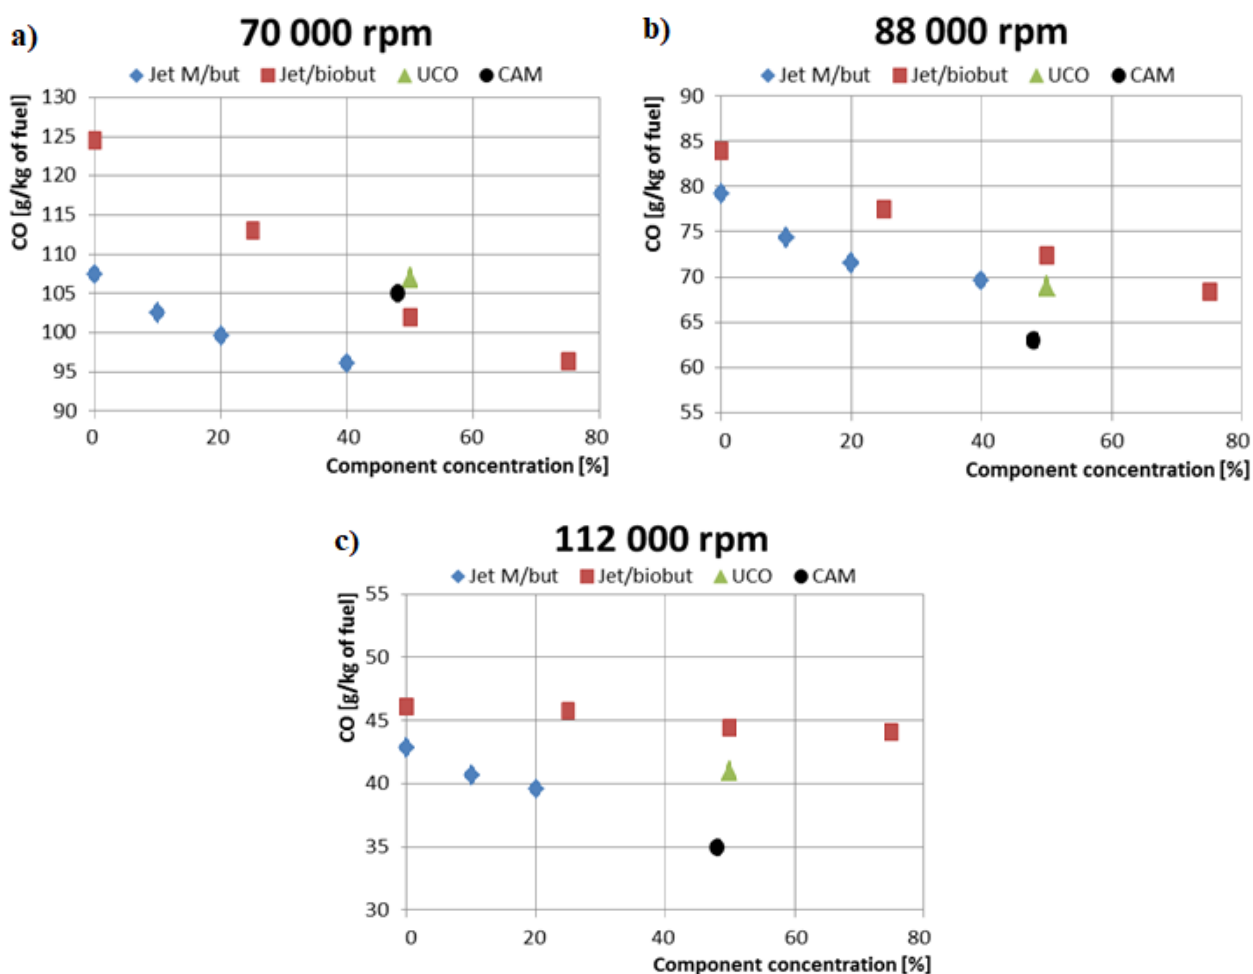 a)
70 000 rpm
Jet M/but Jet/biobut UCO CAM
CO [g/kg of fuel]
130
125
120
115
110
105
100
95
90
0 20 40 60 80
Component concentration [%]
b)
88 000 rpm
Jet M/but Jet/biobut UCO CAM
CO [g/kg of fuel]
90
85
80
75
70
65
60
55
0 20 40 60 80
Component concentration [%]
c)
112 000 rpm
Jet M/but Jet/biobut UCO CAM
CO [g/kg of fuel]
55
50
45
40
35
30
0 20 40 60 80
Component concentration [%]